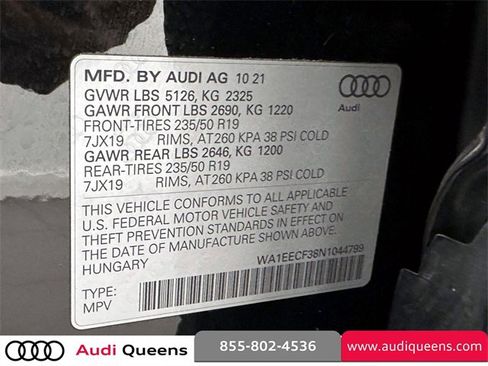 MFD. BY AUDI AG 10 21
GVWR LBS 5126, KG 2325
GAWR FRONT LBS 2690, KG 1220
FRONT-TIRES 235/50 R19
7JX19 RIMS, AT260 KPA 38 PSI COLD
GAWR REAR LBS 2646, KG 1200
REAR-TIRES 235/50 R19
7JX19 RIMS, AT260 KPA 38 PSI COLD
THIS VEHICLE CONFORMS TO ALL APPLICABLE
U.S. FEDERAL MOTOR VEHICLE SAFETY AND
THEFT PREVENTION STANDARDS IN EFFECT ON
THE DATE OF MANUFACTURE SHOWN ABOVE.
HUNGARY
WA1EECF38N1044799
TYPE:
MPV
Audi
Audi Queens
855-802-4536
www.audiqueens.com